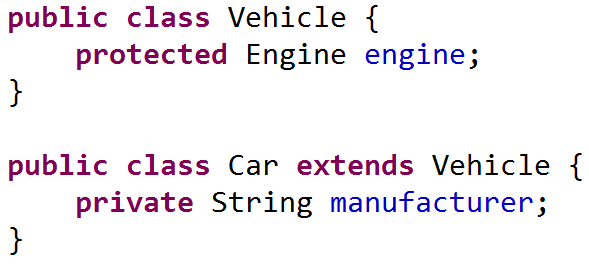 public class Vehicle {
    protected Engine engine;
}

public class Car extends Vehicle {
    private String manufacturer;
}